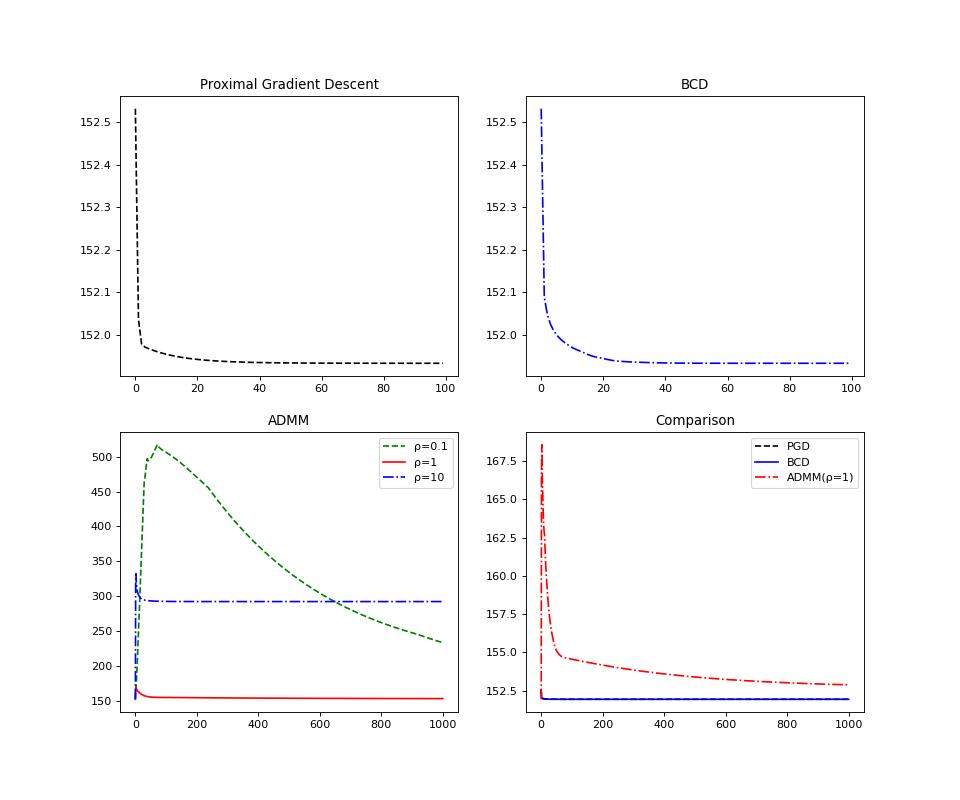 Proximal Gradient Descent
152.5
152.4
152.3
152.2
152.1
152.0
0 20 40 60 80 100
BCD
152.5
152.4
152.3
152.2
152.1
152.0
0 20 40 60 80 100
ADMM
500
450
400
350
300
250
200
150
0 200 400 600 800 1000
ρ=0.1
ρ=1
ρ=10
Comparison
167.5
165.0
162.5
160.0
157.5
155.0
152.5
0 200 400 600 800 1000
PGD
BCD
ADMM(ρ=1)